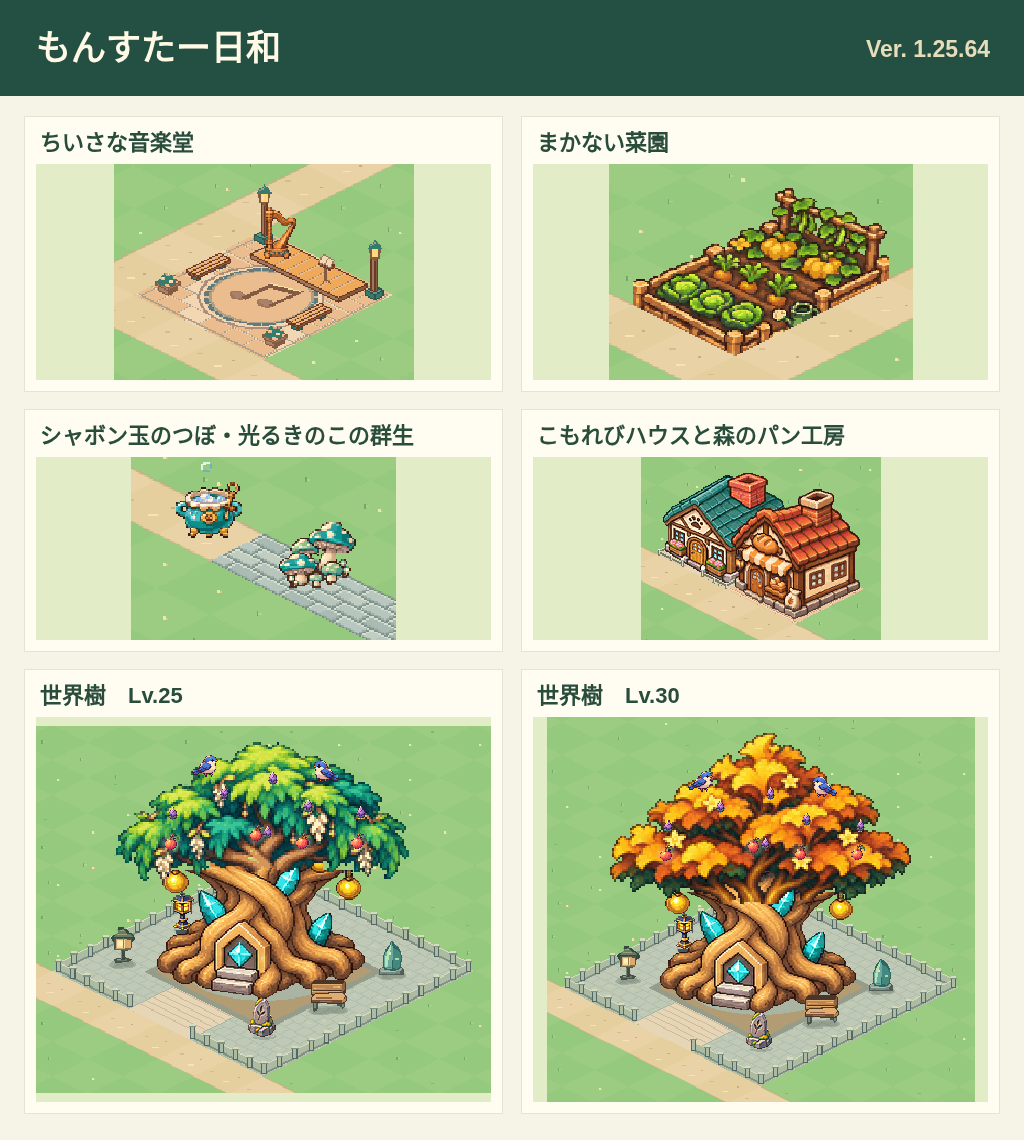 もんすたー日和
Ver. 1.25.64
ちいさな音楽堂
まかない菜園
シャボン玉のつぼ・光るきのこの群生
こもれびハウスと森のパン工房
世界樹　Lv.25
世界樹　Lv.30